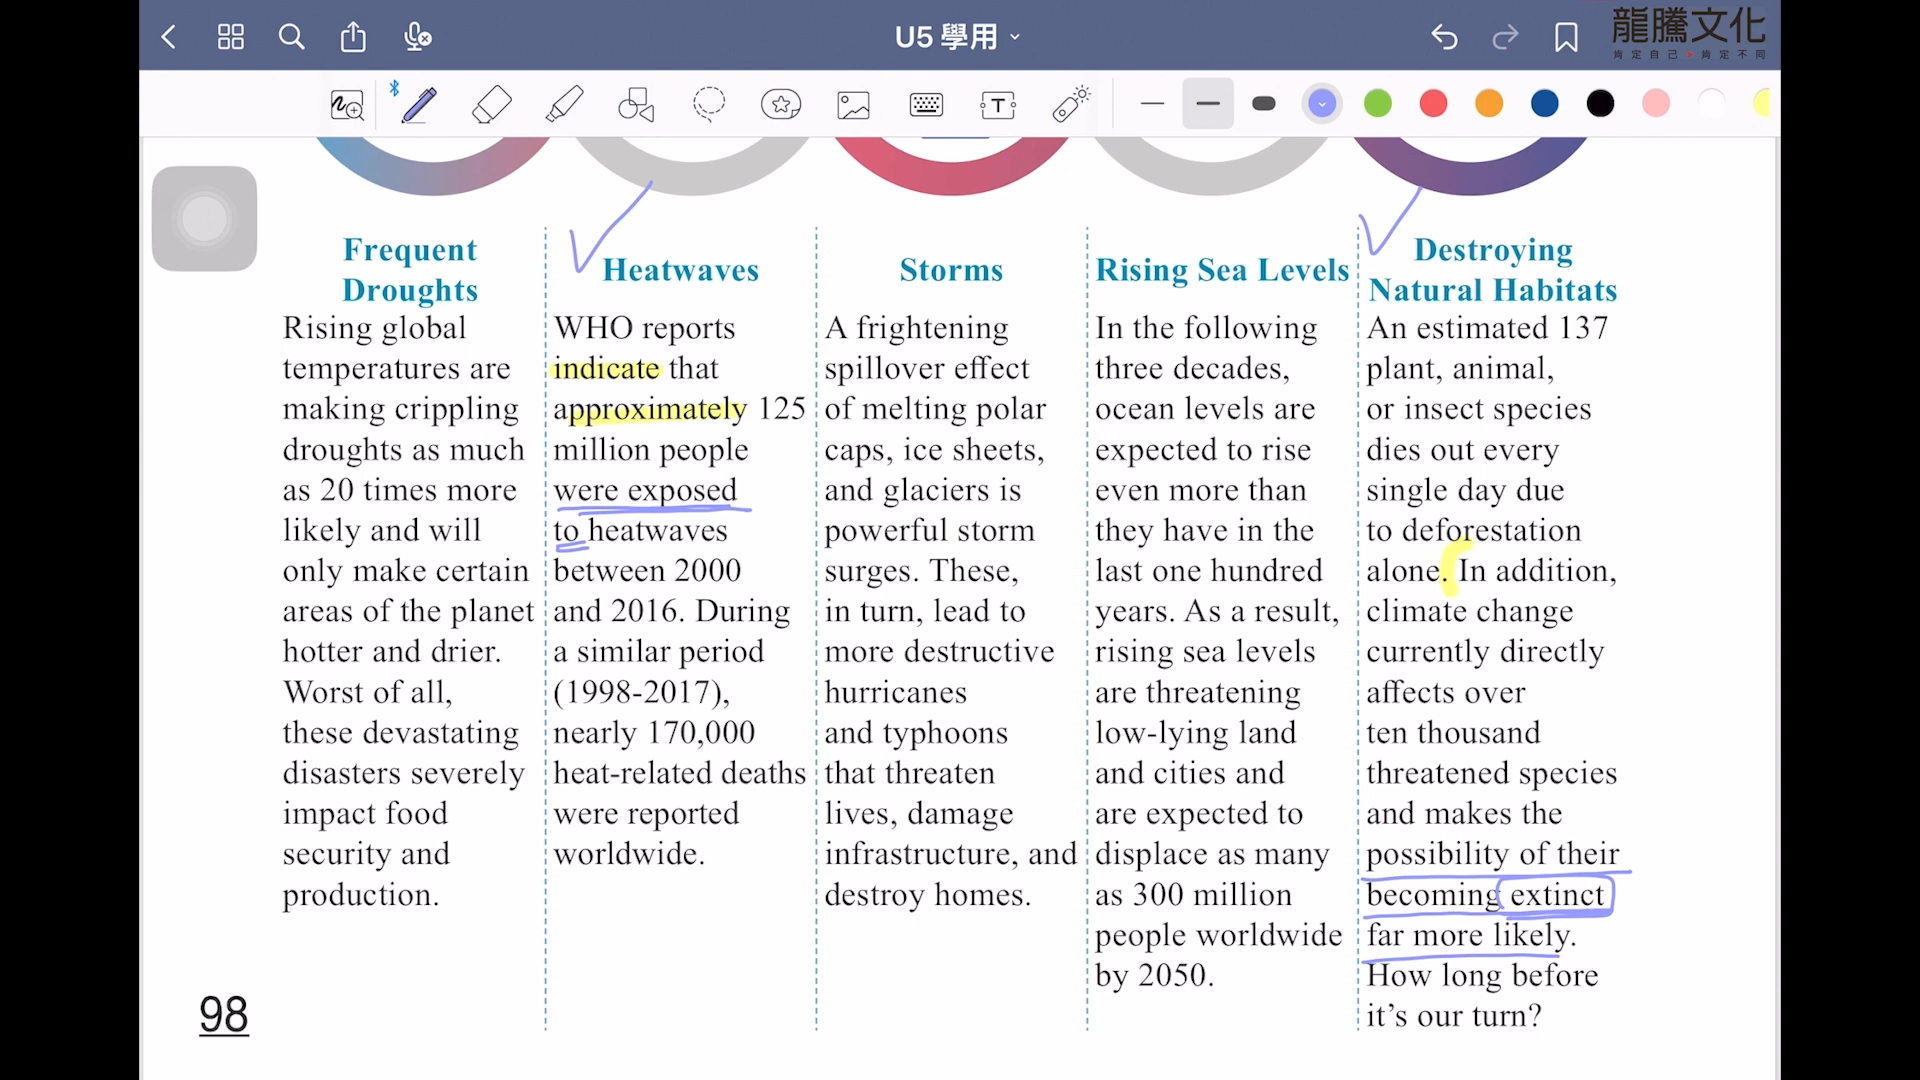 U5 學用
龍騰文化
肯定自己 肯定不同
Frequent
Droughts
Rising global
temperatures are
making crippling
droughts as much
as 20 times more
likely and will
only make certain
areas of the planet
hotter and drier.
Worst of all,
these devastating
disasters severely
impact food
security and
production.
Heatwaves
WHO reports
indicate that
approximately 125
million people
were exposed
to heatwaves
between 2000
and 2016. During
a similar period
(1998-2017),
nearly 170,000
heat-related deaths
were reported
worldwide.
Storms
A frightening
spillover effect
of melting polar
caps, ice sheets,
and glaciers is
powerful storm
surges. These,
in turn, lead to
more destructive
hurricanes
and typhoons
that threaten
lives, damage
infrastructure, and
destroy homes.
Rising Sea Levels
In the following
three decades,
ocean levels are
expected to rise
even more than
they have in the
last one hundred
years. As a result,
rising sea levels
are threatening
low-lying land
and cities and
are expected to
displace as many
as 300 million
people worldwide
by 2050.
Destroying
Natural Habitats
An estimated 137
plant, animal,
or insect species
dies out every
single day due
to deforestation
alone. In addition,
climate change
currently directly
affects over
ten thousand
threatened species
and makes the
possibility of their
becoming extinct
far more likely.
How long before
it's our turn?
98